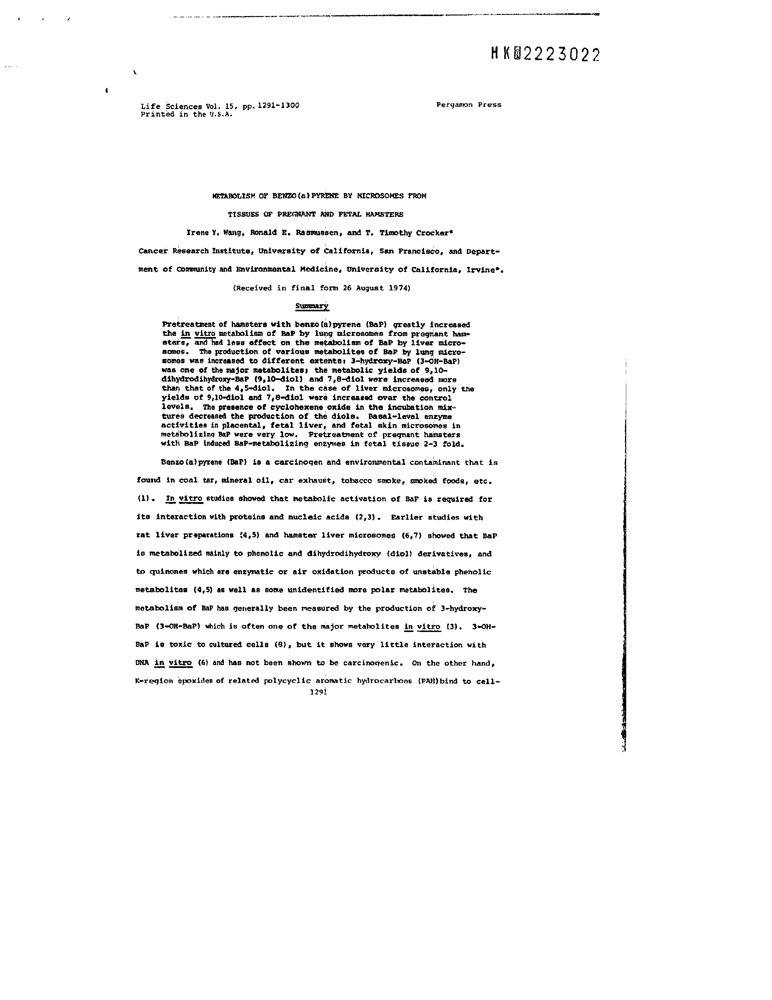 HK02223022
Life Sciences Vol. 15, pp. 1291-1300 Pergamon Press
Printed in the U.S.A.
METABOLISM OF BENZO(a)PYRENE BY MICROSOMES FROM
TISSUES OF PREGNANT AND FETAL HAMSTERS
Irene Y. Wang, Ronald E. Rasmussen, and T. Timothy Crocker*
Cancer Research Institute, University of California, San Francisco, and Depart-
ment of Community and Environmental Medicine, University of California, Irvine*.
(Received in final form 26 August 1974)
Summary
Pretreatment of hamsters with benzo(a)pyrene (BaP) greatly increased
the in vitro metabolism of BaP by lung microsomes from pregnant ham-
sters, and had less effect on the metabolism of BaP by liver micro-
somes. The production of various metabolites of BaP by lung micro-
somes was increased to different extents: 3-hydroxy-BaP (3-OH-BaP)
was one of the major metabolites; the metabolic yields of 9,10-
dihydrodihydroxy-BaP (9,10-diol) and 7,8-diol were increased more
than that of the 4,5-diol. In the case of liver microsomes, only the
yields of 9,10-diol and 7,8-diol were increased over the control
levels. The presence of cyclohexene oxide in the incubation mix-
tures decreased the production of the diols. Basal-level enzyme
activities in placental, fetal liver, and fetal skin microsomes in
metabolizing BaP were very low. Pretreatment of pregnant hamsters
with BaP induced BaP-metabolizing enzymes in fetal tissue 2-3 fold.
Benzo(a)pyrene (BaP) is a carcinogen and environmental contaminant that is
found in coal tar, mineral oil, car exhaust, tobacco smoke, smoked foods, etc.
(1). In vitro studies showed that metabolic activation of BaP is required for
its interaction with proteins and nucleic acids (2,3). Earlier studies with
rat liver preparations (4,5) and hamster liver microsomes (6,7) showed that BaP
is metabolized mainly to phenolic and dihydrodihydroxy (diol) derivatives, and
to quinones which are enzymatic or air oxidation products of unstable phenolic
metabolites (4,5) as well as some unidentified more polar metabolites. The
metabolism of BaP has generally been measured by the production of 3-hydroxy-
BaP (3-OH-BaP) which is often one of the major metabolites in vitro (3). 3-OH-
BaP is toxic to cultured cells (8), but it shows very little interaction with
DNA in vitro (6) and has not been shown to be carcinogenic. On the other hand,
K-region epoxides of related polycyclic aromatic hydrocarbons (PAH)bind to cell-
1291